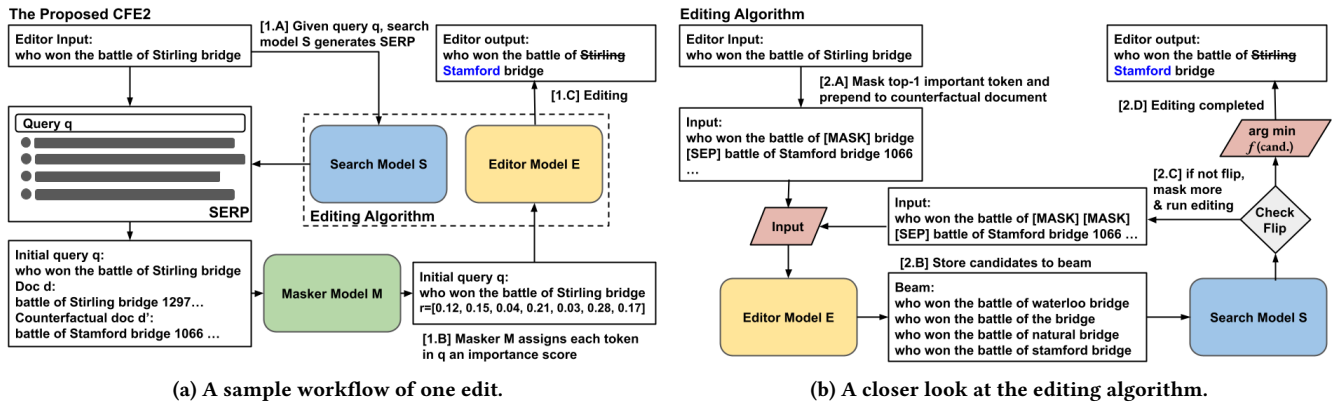 The Proposed CFE2
Editor Input:
who won the battle of Stirling bridge
[1.A] Given query q, search
model S generates SERP
Editor output:
who won the battle of Stirling
Stamford bridge
[1.C] Editing
Query q
SERP
Search Model S
Editor Model E
Editing Algorithm
Initial query q:
who won the battle of Stirling bridge
Doc d:
battle of Stirling bridge 1297…
Counterfactual doc d’:
battle of Stamford bridge 1066 …
Masker Model M
Initial query q:
who won the battle of Stirling bridge
r=[0.12, 0.15, 0.04, 0.21, 0.03, 0.28, 0.17]
[1.B] Masker M assigns each token
in q an importance score
(a) A sample workflow of one edit.
Editing Algorithm
Editor Input:
who won the battle of Stirling bridge
[2.A] Mask top-1 important token and
prepend to counterfactual document
Input:
who won the battle of [MASK] bridge
[SEP] battle of Stamford bridge 1066
…
Input
Editor output:
who won the battle of Stirling
Stamford bridge
[2.D] Editing completed
arg min
f(cand.)
[2.C] if not flip,
mask more
& run editing
Check
Flip
Input:
who won the battle of [MASK] [MASK]
[SEP] battle of Stamford bridge 1066 …
[2.B] Store candidates to beam
Editor Model E
Beam:
who won the battle of waterloo bridge
who won the battle of the bridge
who won the battle of natural bridge
who won the battle of stamford bridge
Search Model S
(b) A closer look at the editing algorithm.